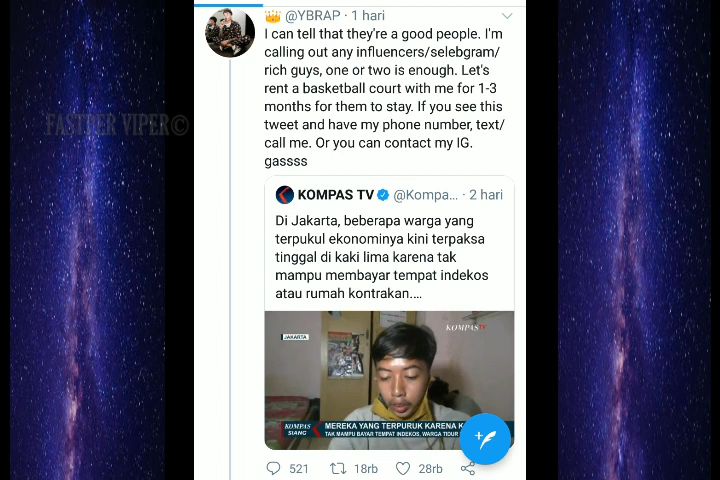 @YBRAP · 1 hari
I can tell that they're a good people. I'm
calling out any influencers/selebgram/
rich guys, one or two is enough. Let's
rent a basketball court with me for 1-3
months for them to stay. If you see this
tweet and have my phone number, text/
call me. Or you can contact my IG.
gassss
FASTBER VIPER©
KOMPAS TV @Kompa... · 2 hari
Di Jakarta, beberapa warga yang
terpukul ekonominya kini terpaksa
tinggal di kaki lima karena tak
mampu membayar tempat indekos
atau rumah kontrakan....
KOMPAS TV
JAKARTA
KOMPAS
SIANG
MEREKA YANG TERPURUK KARENA K
TAK MAMPU BAYAR TEMPAT INDEKOS, WARGA TIDUR
521 18rb 28rb